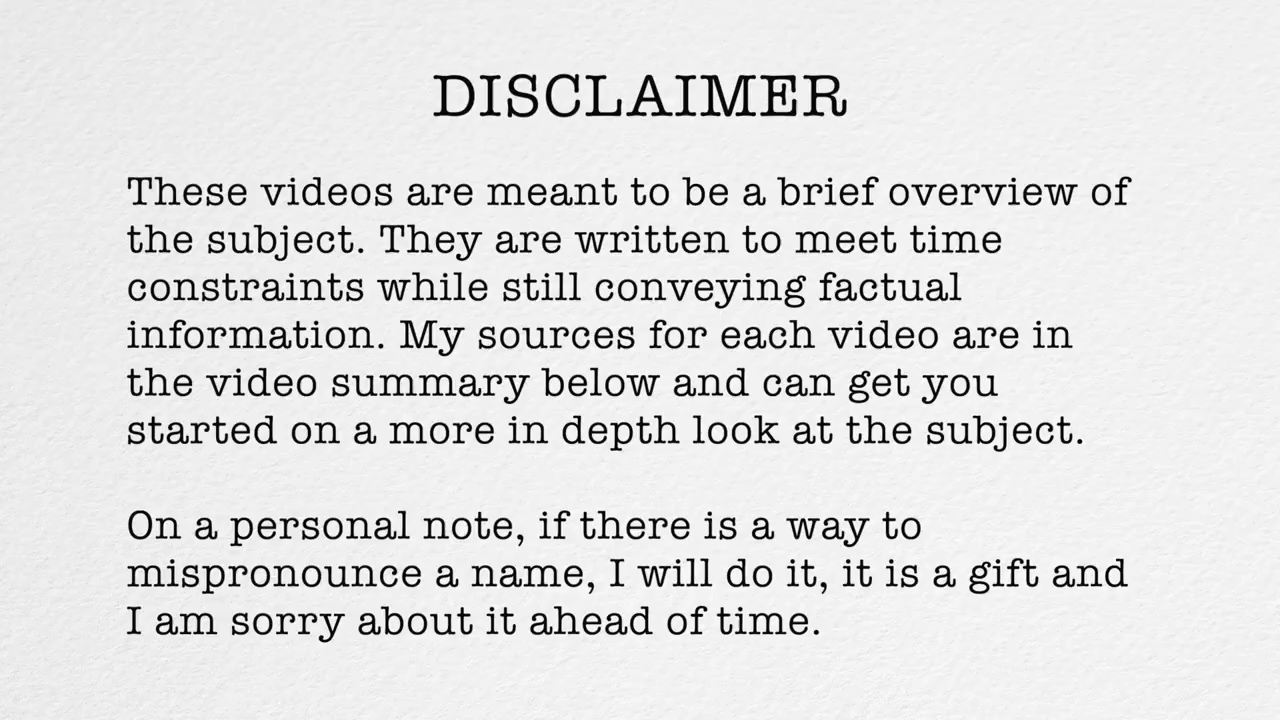 DISCLAIMER
These videos are meant to be a brief overview of
the subject. They are written to meet time
constraints while still conveying factual
information. My sources for each video are in
the video summary below and can get you
started on a more in depth look at the subject.
On a personal note, if there is a way to
mispronounce a name, I will do it, it is a gift and
I am sorry about it ahead of time.